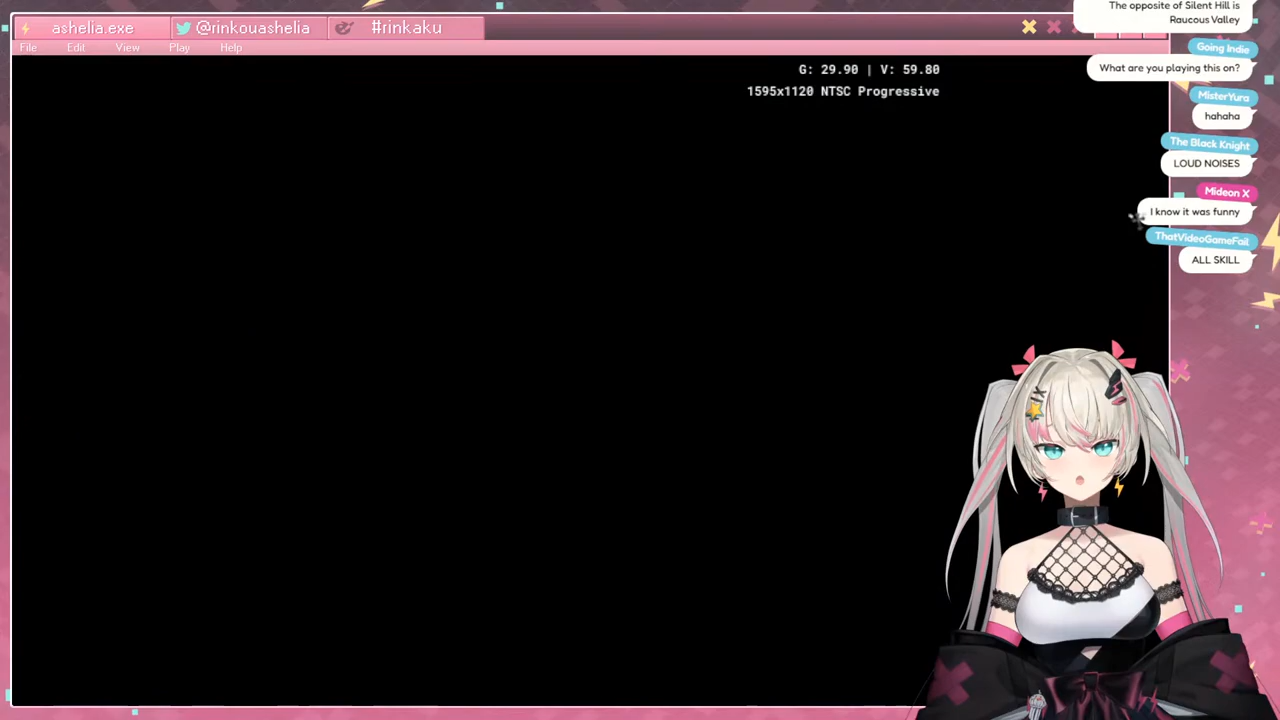 ashelia.exe
@rinkouashelia
#rinkaku
File Edit View Play Help
G: 29.90 | V: 59.80
1595x1120 NTSC Progressive
The opposite of Silent Hill is
Raucous Valley
Going Indie
What are you playing this on?
MisterYura
hahaha
The Black Knight
LOUD NOISES
Mideon X
I know it was funny
ThatVideoGameFail
ALL SKILL